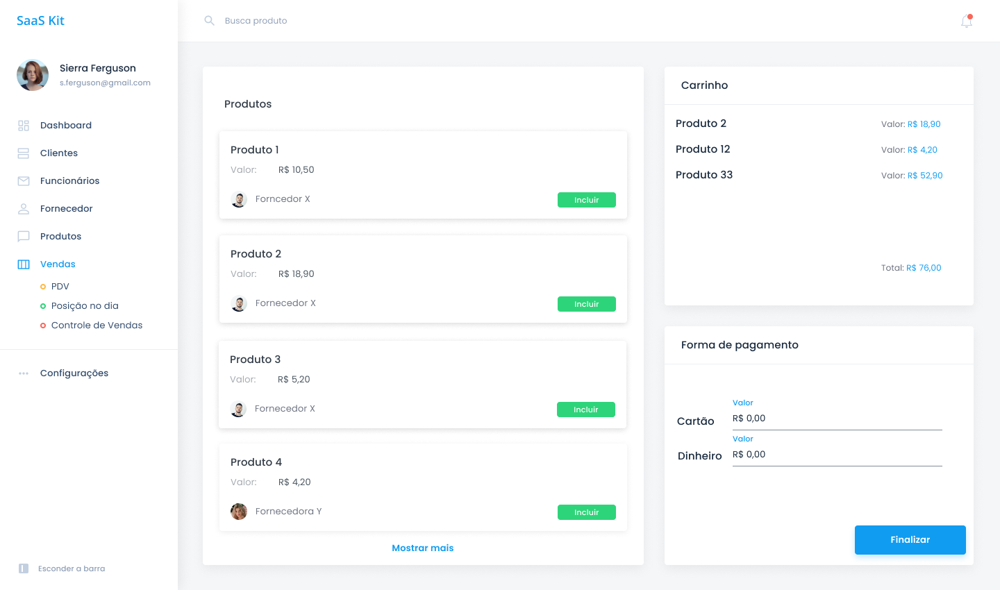 SaaS Kit
Busca produto
Sierra Ferguson
s.ferguson@gmail.com
Dashboard
Clientes
Funcionários
Fornecedor
Produtos
Vendas
PDV
Posição no dia
Controle de Vendas
Configurações
Esconder a barra
Produtos
Produto 1
Valor: R$ 10,50
Forncedor X
Incluir
Produto 2
Valor: R$ 18,90
Fornecedor X
Incluir
Produto 3
Valor: R$ 5,20
Fornecedor X
Incluir
Produto 4
Valor: R$ 4,20
Fornecedora Y
Incluir
Mostrar mais
Carrinho
Produto 2 Valor: R$ 18,90
Produto 12 Valor: R$ 4,20
Produto 33 Valor: R$ 52,90
Total: R$ 76,00
Forma de pagamento
Valor
Cartão R$ 0,00
Valor
Dinheiro R$ 0,00
Finalizar